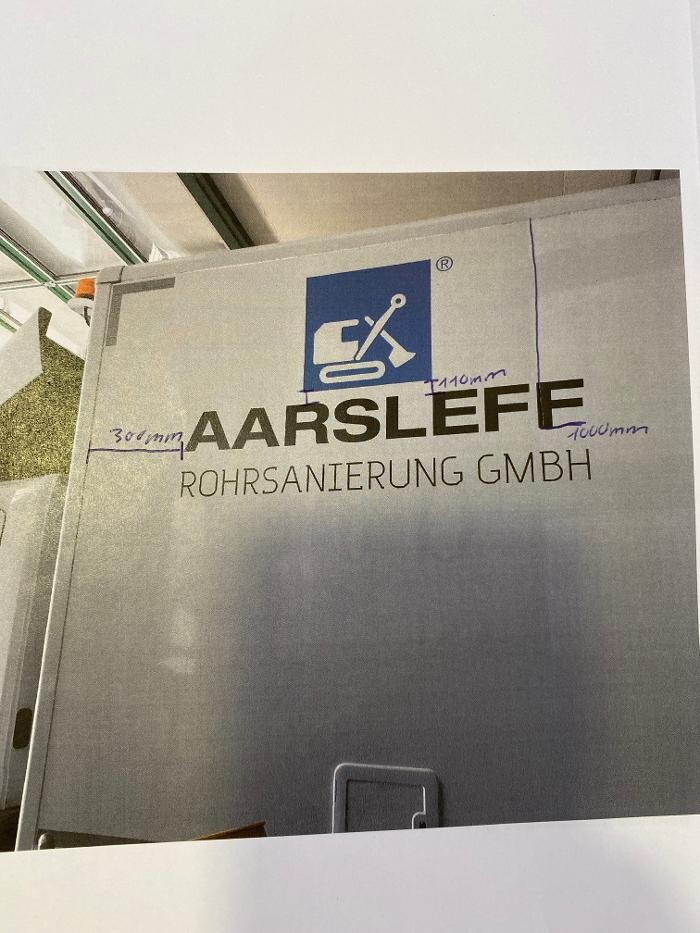 ®
110mm
AARSLEFF
300mm
1000mm
ROHRSANIERUNG GMBH